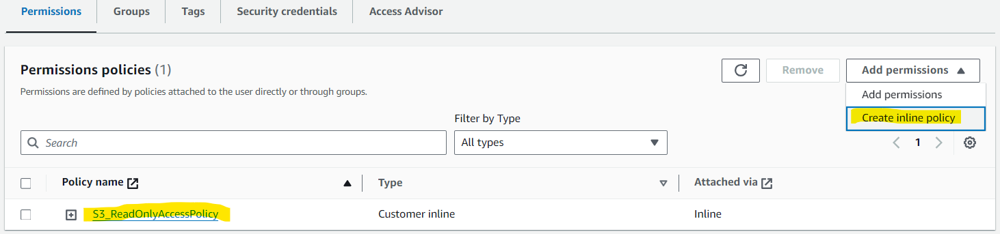 Permissions Groups Tags Security credentials Access Advisor
Permissions policies (1) Remove Add permissions
Permissions are defined by policies attached to the user directly or through groups. Add permissions
Filter by Type Create inline policy
Search All types 1
Policy name Type Attached via
S3_ReadOnlyAccessPolicy Customer inline Inline